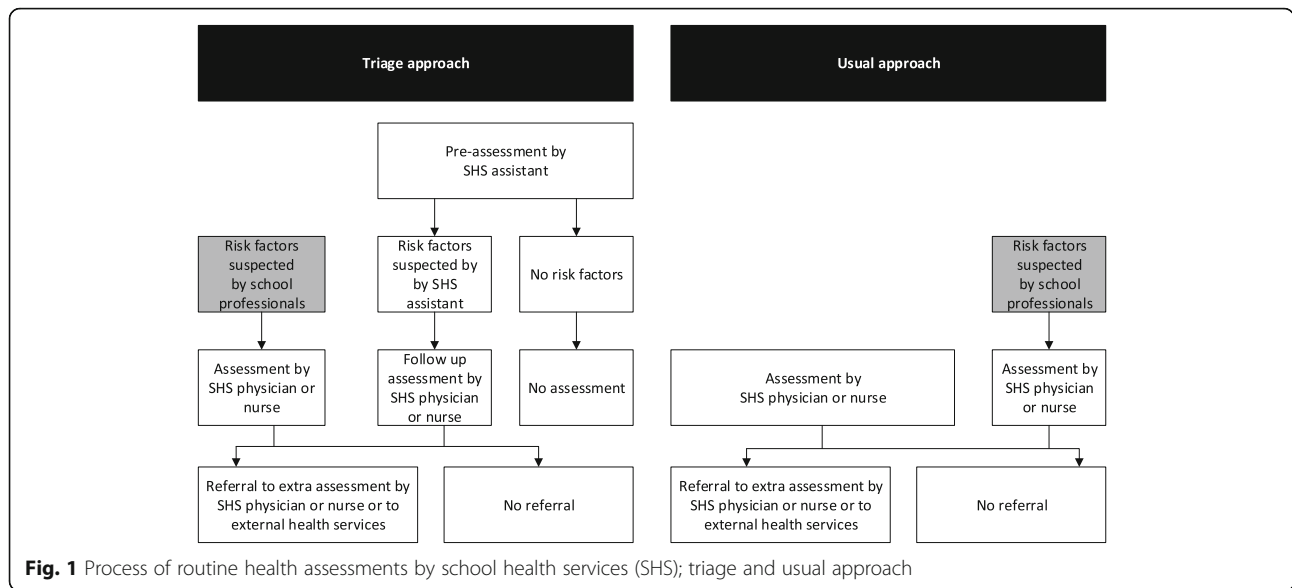 Triage approach
Usual approach
Pre-assessment by
SHS assistant
Risk factors
suspected
by school
professionals
Risk factors
suspected by
by SHS
assistant
No risk factors
Risk factors
suspected
by school
professionals
Assessment by
SHS physician or
nurse
Follow up
assessment by
SHS physician
or nurse
No assessment
Assessment by
SHS physician or nurse
Assessment by
SHS physician
or nurse
Referral to extra assessment by
SHS physician or nurse or to
external health services
No referral
Referral to extra assessment by
SHS physician or nurse or to
external health services
No referral
Fig. 1 Process of routine health assessments by school health services (SHS); triage and usual approach